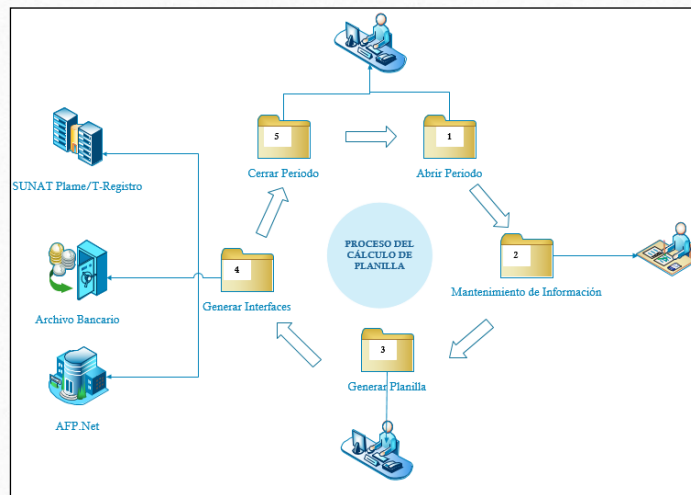 5
Cerrar Periodo
1
Abrir Periodo
SUNAT Plame/T-Registro
PROCESO DEL
CÁLCULO DE
PLANILLA
2
Mantenimiento de Información
4
Generar Interfaces
Archivo Bancario
3
Generar Planilla
AFP.Net